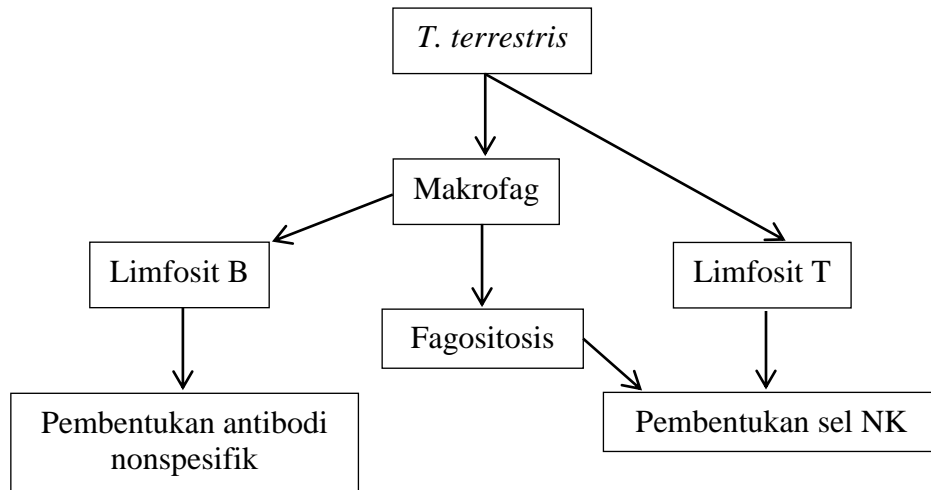 T. terrestris
Makrofag
Limfosit B
Limfosit T
Fagositosis
Pembentukan antibodi
nonspesifik
Pembentukan sel NK